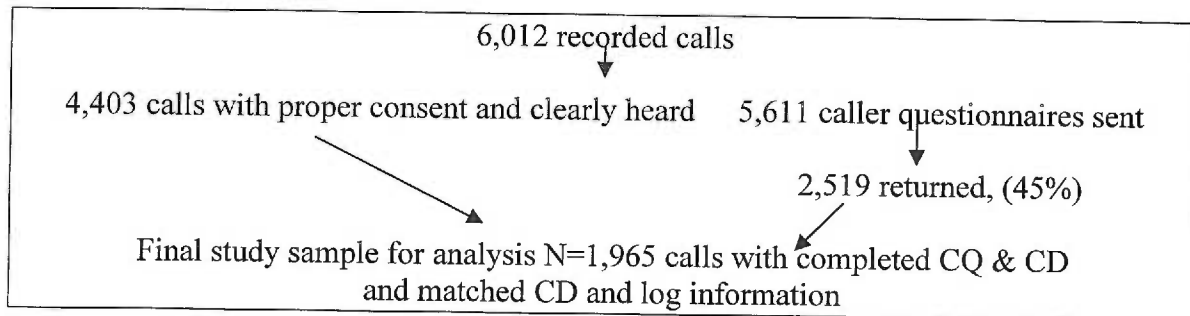 6,012 recorded calls
4,403 calls with proper consent and clearly heard 5,611 caller questionnaires sent
2,519 returned, (45%)
Final study sample for analysis N=1,965 calls with completed CQ & CD
and matched CD and log information